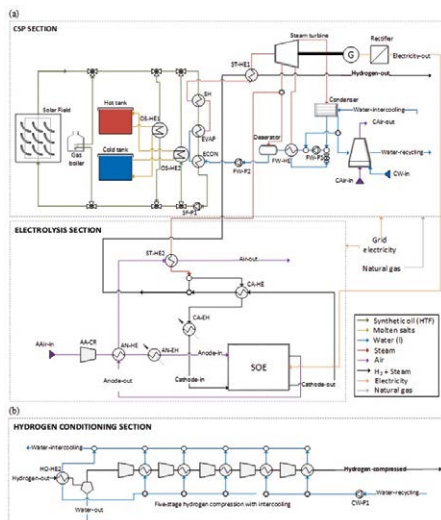 (a)
CSP SECTION
Steam turbine
Rectifier
ST-HE1
G
Electricity-out
Hydrogen-out
Solar Field
Gas boiler
Hot tank
Cold tank
OS-HE1
OS-HE2
SH
EVAP
ECON
SF-P1
Condenser
Water-intercooling
CAir-out
Deaerator
FW-P2
FW-HE
FW-P1
Water-recycling
CAir-in
CW-in
ELECTROLYSIS SECTION
Grid electricity
Natural gas
ST-HE2
Air-out
CA-HE
CA-EH
AAir-in
AA-CR
AN-HE
AN-EH
Anode-in
SOE
Anode-out
Cathode-in
Cathode-out
Synthetic oil (HTF)
Molten salts
Water (l)
Steam
Air
H₂ + Steam
Electricity
Natural gas
(b)
HYDROGEN CONDITIONING SECTION
Water-intercooling
HD-HE2
Hydrogen-out
Hydrogen-compressed
Five-stage hydrogen compression with intercooling
Water-out
CW-P1
Water-recycling